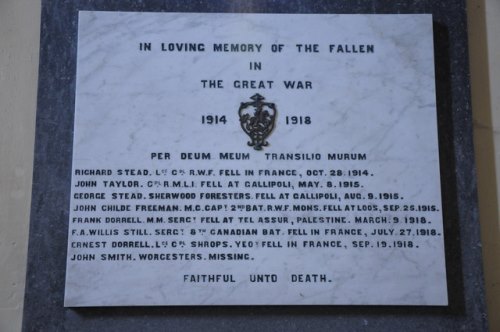 IN LOVING MEMORY OF THE FALLEN
IN
THE GREAT WAR
1914 1918
PER DEUM MEUM TRANSILIO MURUM
RICHARD STEAD. LCE CPL R.W.F. FELL IN FRANCE, OCT. 28. 1914.
JOHN TAYLOR. CPL R.M.L.I. FELL AT GALLIPOLI, MAY. 8. 1915.
GEORGE STEAD. SHERWOOD FORESTERS. FELL AT GALLIPOLI, AUG. 9. 1915.
JOHN CHILDE FREEMAN. M.C. CAPT 2ND BAT. R.W.F. MONS. FELL AT LOOS, SEP. 25. 1915.
FRANK DORRELL. M.M. SERGT FELL AT TEL ASSUR, PALESTINE. MARCH. 9. 1918.
F.A. WILLIS STILL. SERGT 8TH CANADIAN BAT. FELL IN FRANCE, JULY. 27. 1918.
ERNEST DORRELL. LCE CPL SHROPS. YEOY FELL IN FRANCE, SEP. 19. 1918.
JOHN SMITH. WORCESTERS. MISSING.
FAITHFUL UNTO DEATH.